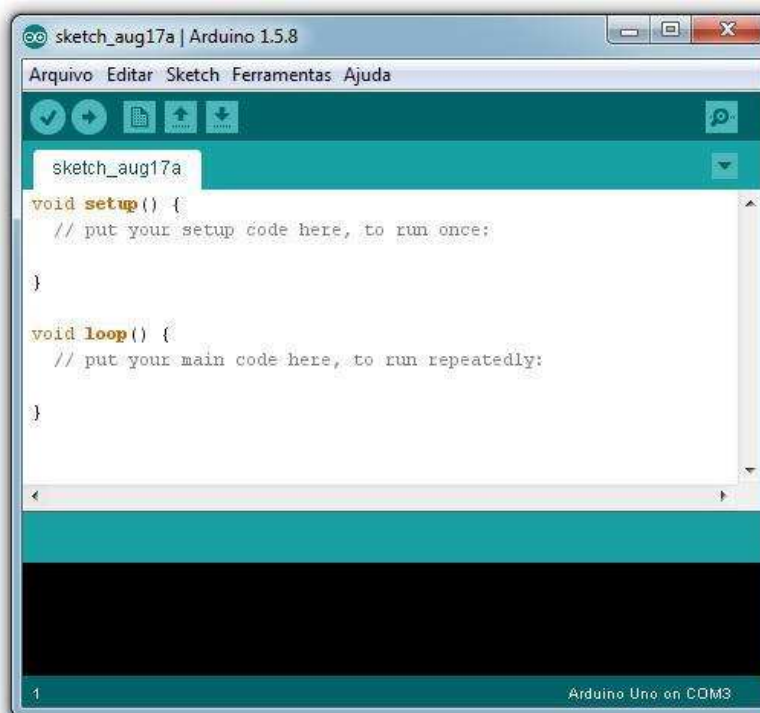 sketch_aug17a | Arduino 1.5.8
Arquivo Editar Sketch Ferramentas Ajuda
sketch_aug17a
void setup() {
  // put your setup code here, to run once:
}
void loop() {
  // put your main code here, to run repeatedly:
}
1 Arduino Uno on COM3